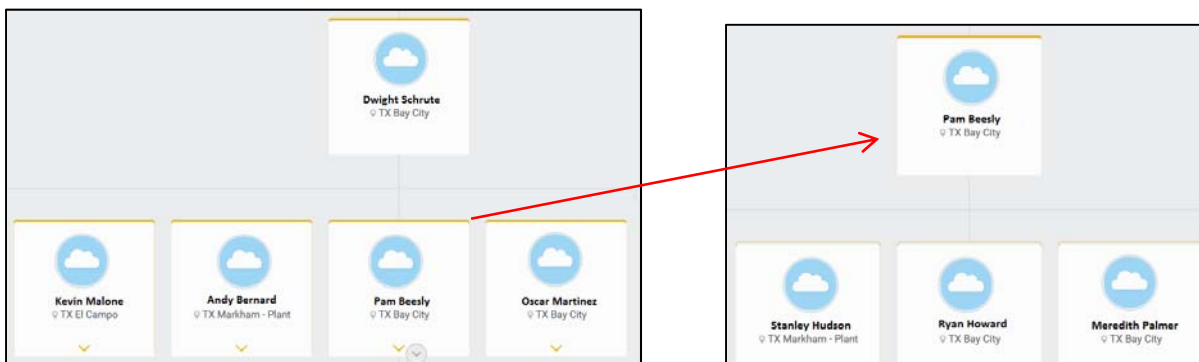 Dwight Schrute
TX Bay City
Kevin Malone
TX El Campo
Andy Bernard
TX Markham - Plant
Pam Beesly
TX Bay City
Oscar Martinez
TX Bay City
Pam Beesly
TX Bay City
Stanley Hudson
TX Markham - Plant
Ryan Howard
TX Bay City
Meredith Palmer
TX Bay City